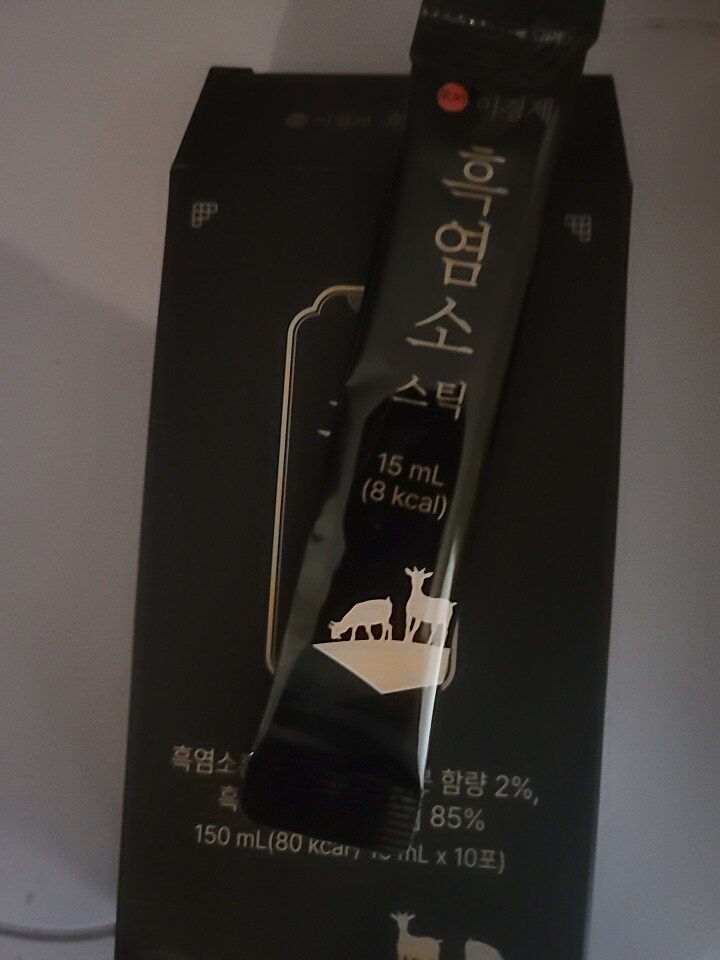 이경제
흑염소
스틱
15 mL
(8 kcal)
흑염소 함량 2%,
흑 85%
150 mL(80 kcal) mL x 10포)